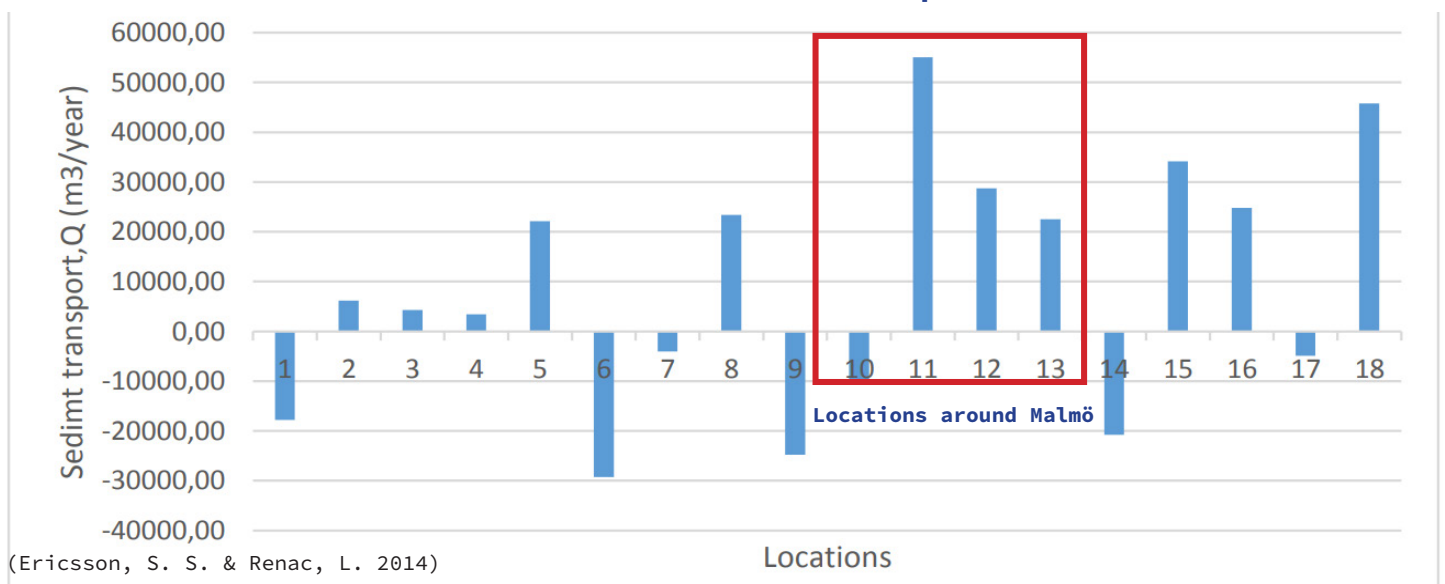 60000,00
50000,00
40000,00
30000,00
20000,00
10000,00
0,00
-10000,00
-20000,00
-30000,00
-40000,00
Sedimt transport,Q (m3/year)
1 2 3 4 5 6 7 8 9 10 11 12 13 14 15 16 17 18
Locations around Malmö
Locations
(Ericsson, S. S. & Renac, L. 2014)